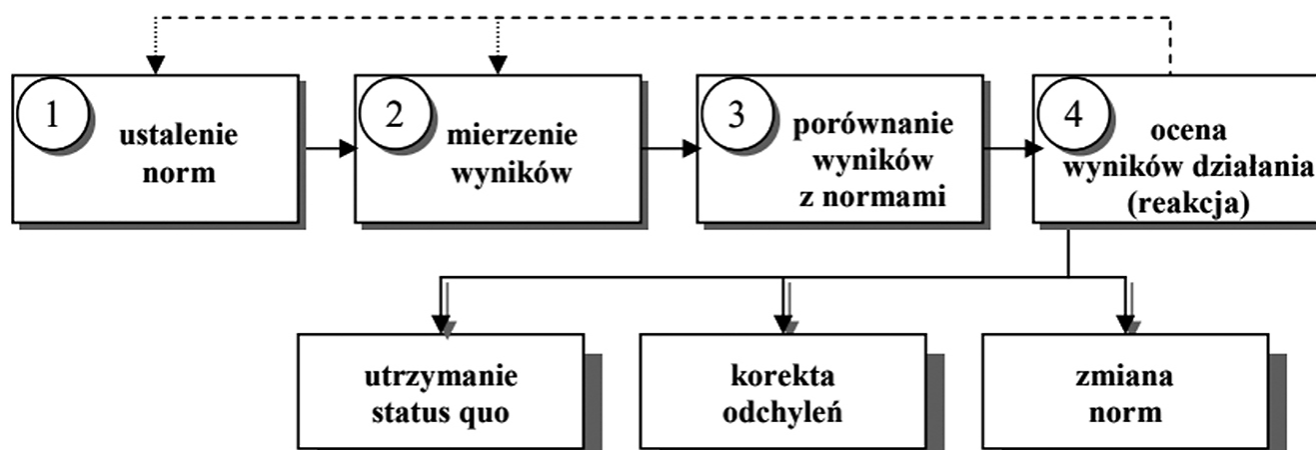 1
ustalenie
norm
2
mierzenie
wyników
3
porównanie
wyników
z normami
4
ocena
wyników działania
(reakcja)
utrzymanie
status quo
korekta
odchyleń
zmiana
norm